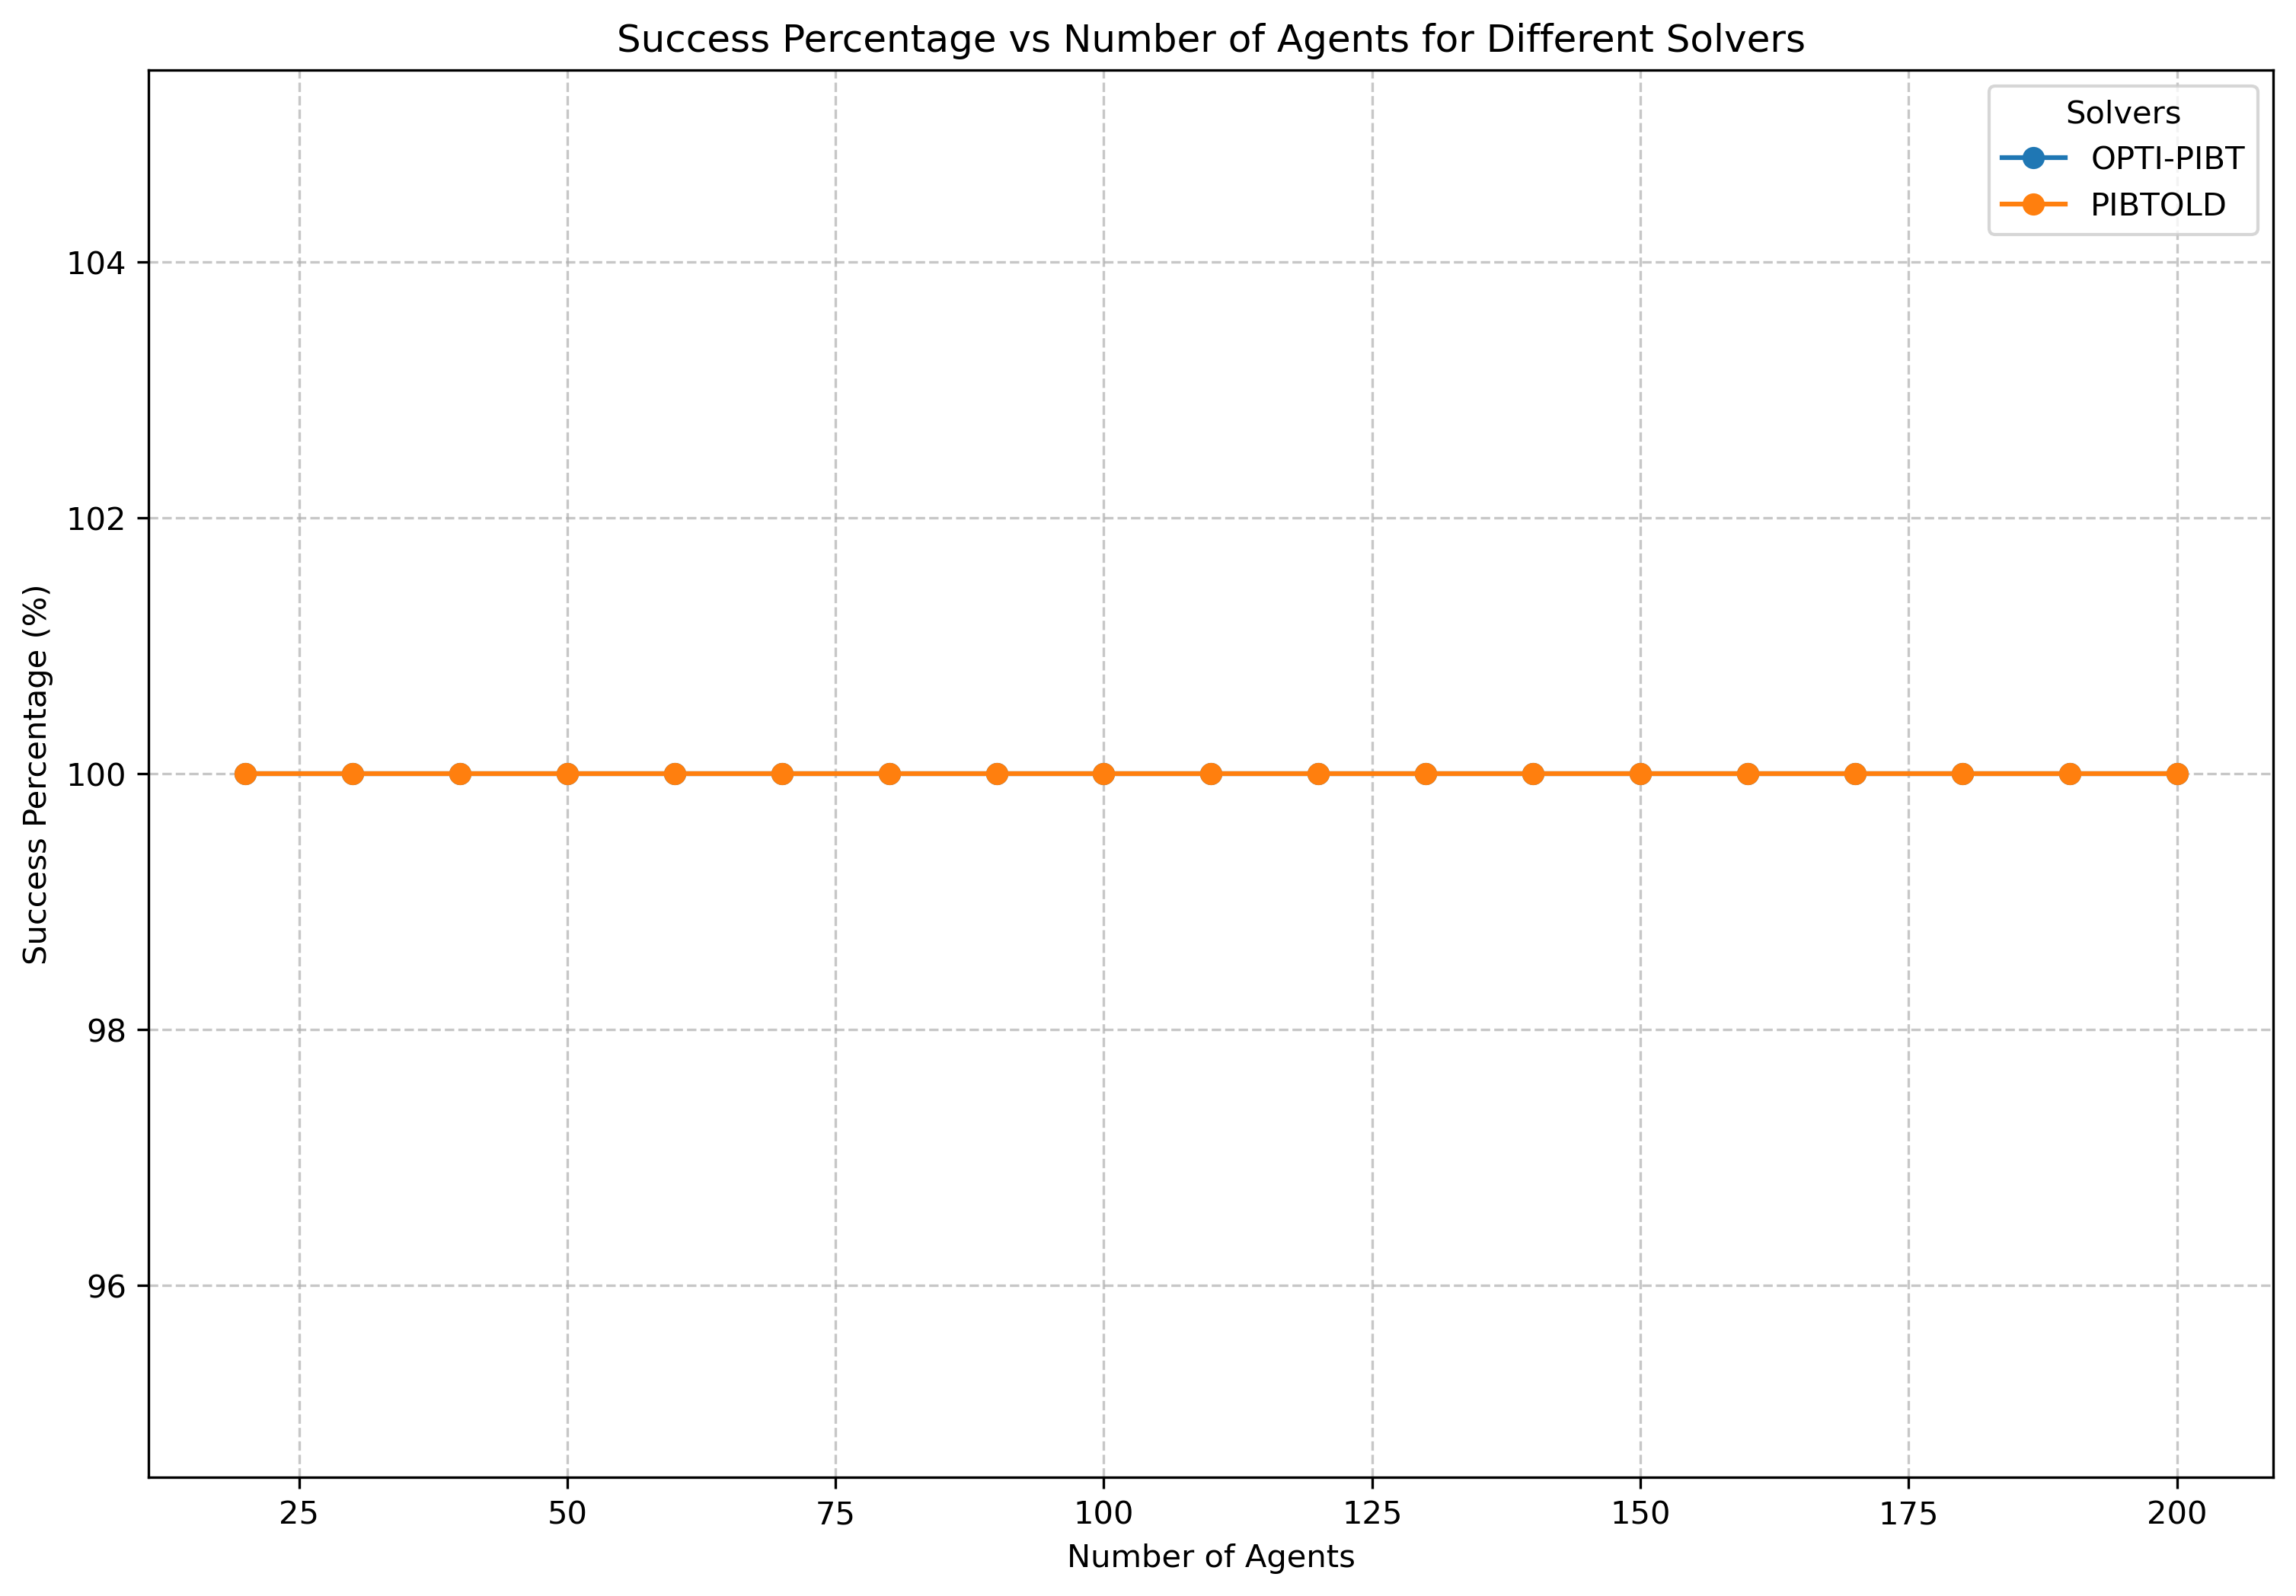 Success Percentage vs Number of Agents for Different Solvers
Solvers
OPTI-PIBT
PIBTOLD
Success Percentage (%)
104
102
100
98
96
25 50 75 100 125 150 175 200
Number of Agents